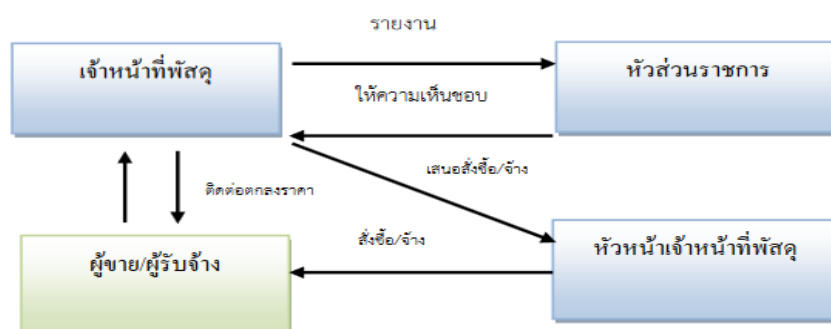 รายงาน
เจ้าหน้าที่พัสดุ
หัวส่วนราชการ
ให้ความเห็นชอบ
เสนอสั่งซื้อ/จ้าง
ติดต่อตกลงราคา
สั่งซื้อ/จ้าง
ผู้ขาย/ผู้รับจ้าง
หัวหน้าเจ้าหน้าที่พัสดุ